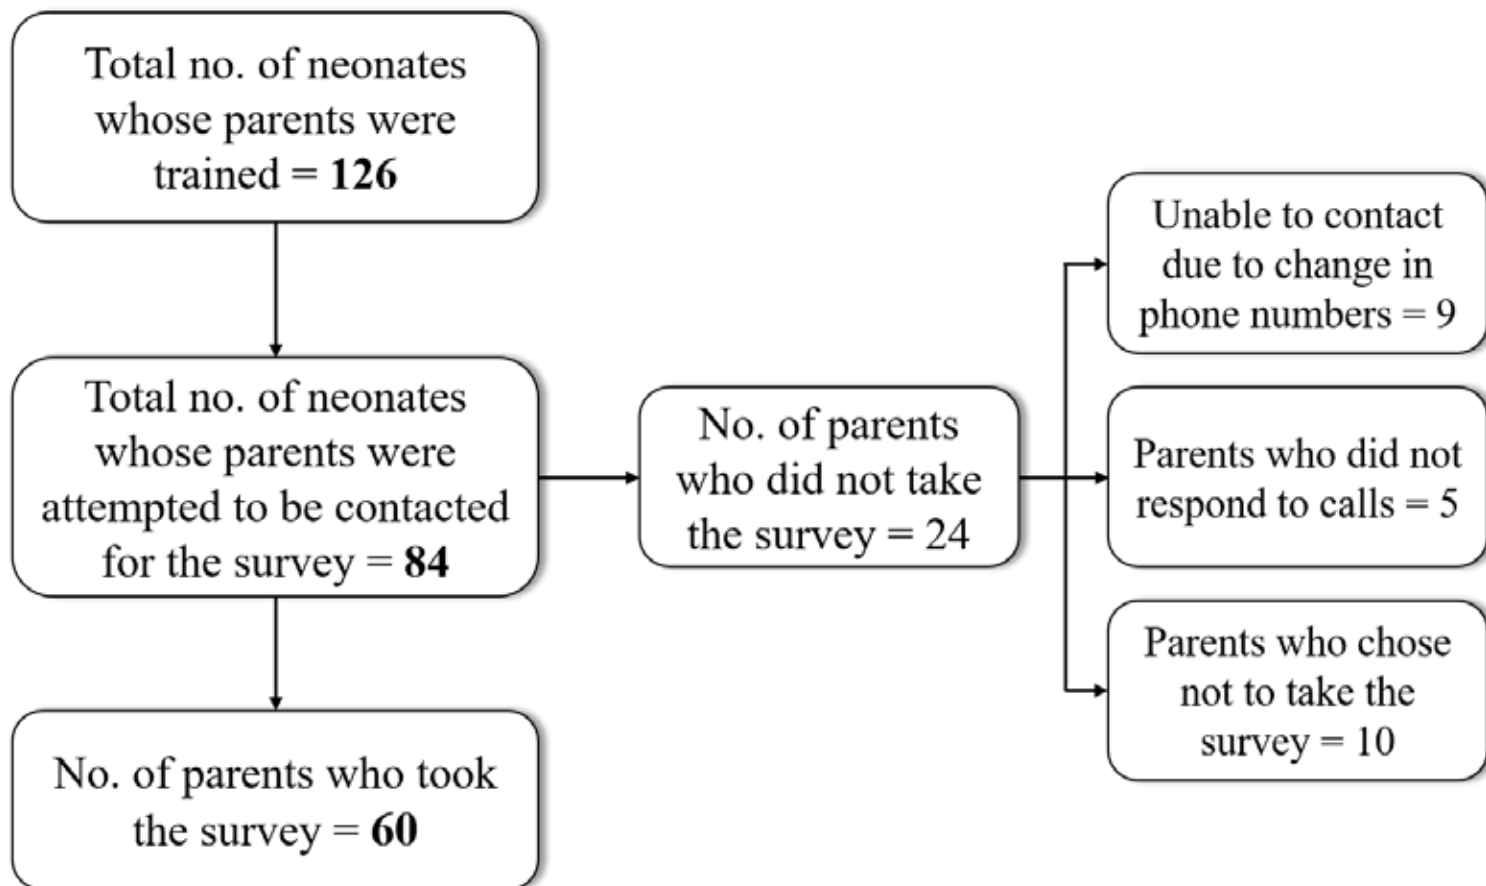 Total no. of neonates
whose parents were
trained = 126
Total no. of neonates
whose parents were
attempted to be contacted
for the survey = 84
No. of parents who took
the survey = 60
No. of parents
who did not take
the survey = 24
Unable to contact
due to change in
phone numbers = 9
Parents who did not
respond to calls = 5
Parents who chose
not to take the
survey = 10